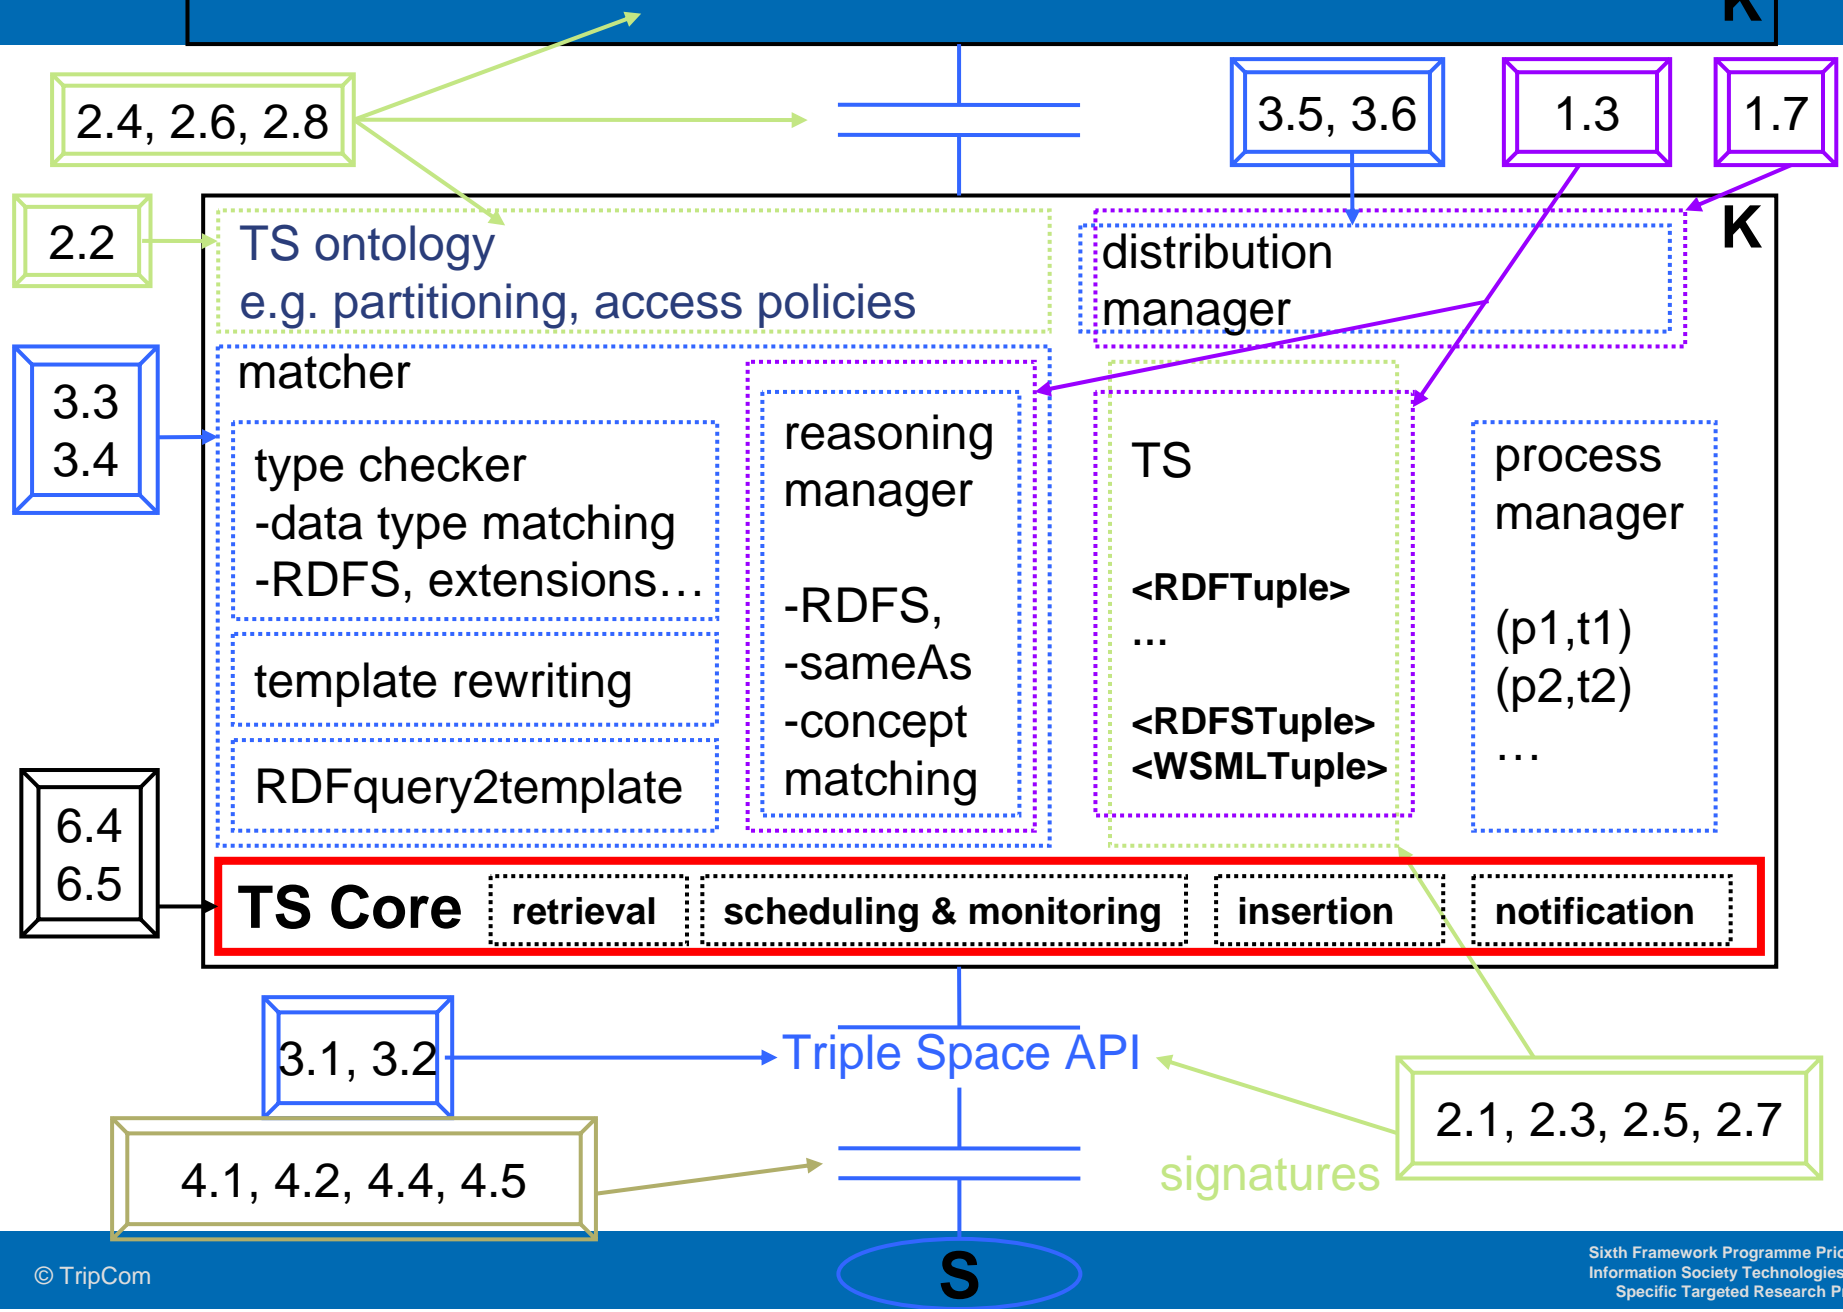 K
2.4, 2.6, 2.8
3.5, 3.6
1.3
1.7
2.2
TS ontology
e.g. partitioning, access policies
distribution
manager
K
3.3
3.4
matcher
type checker
-data type matching
-RDFS, extensions…
template rewriting
RDFquery2template
reasoning
manager
-RDFS,
-sameAs
-concept
matching
TS
<RDFTuple>
...
<RDFSTuple>
<WSMLTuple>
process
manager
(p1,t1)
(p2,t2)
…
6.4
6.5
TS Core
retrieval
scheduling & monitoring
insertion
notification
3.1, 3.2
Triple Space API
2.1, 2.3, 2.5, 2.7
4.1, 4.2, 4.4, 4.5
signatures
© TripCom
S
Sixth Framework Programme
Information Society Technologies
Specific Targeted Research